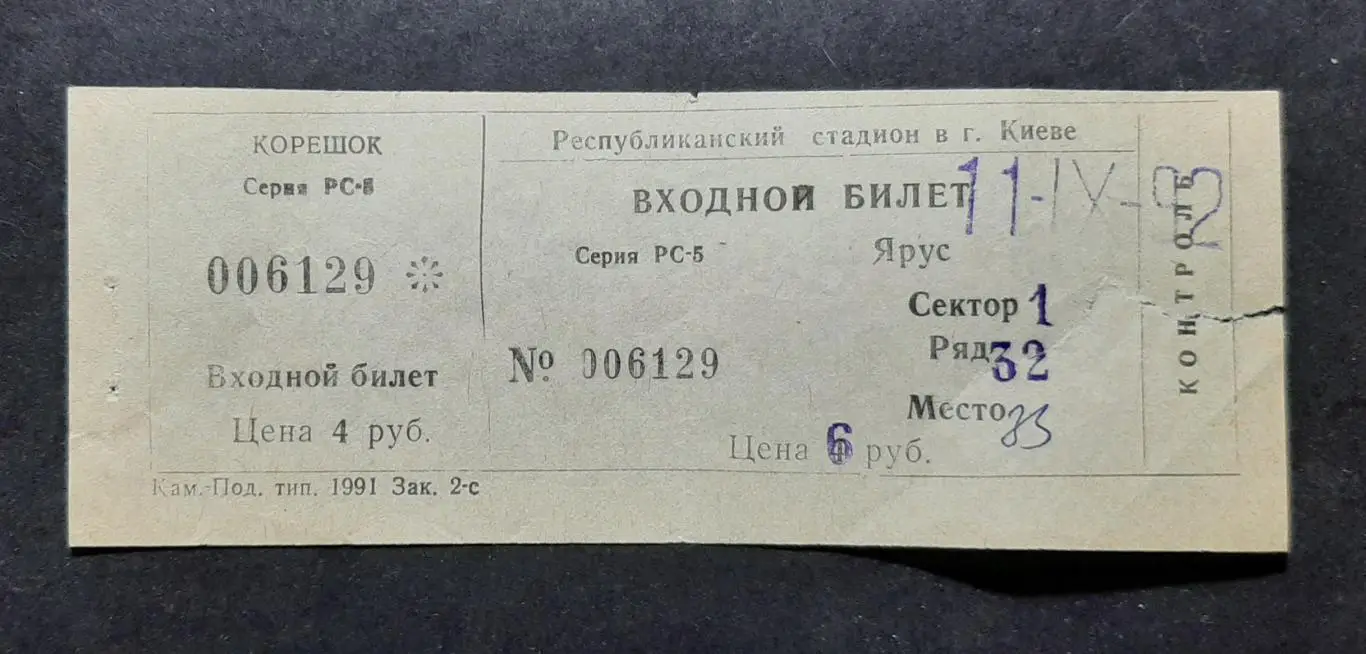 КОРЕШОК
Серия РС-5
006129
Входной билет
Цена 4 руб.
Кам.-Под. тип. 1991 Зак. 2-с
Республиканский стадион в г. Киеве
ВХОДНОЙ БИЛЕТ
11-IX-92
Серия РС-5
Ярус
Сектор 1
№ 006129
Ряд 32
Место
Цена 6 руб.
КОНТРОЛЬ